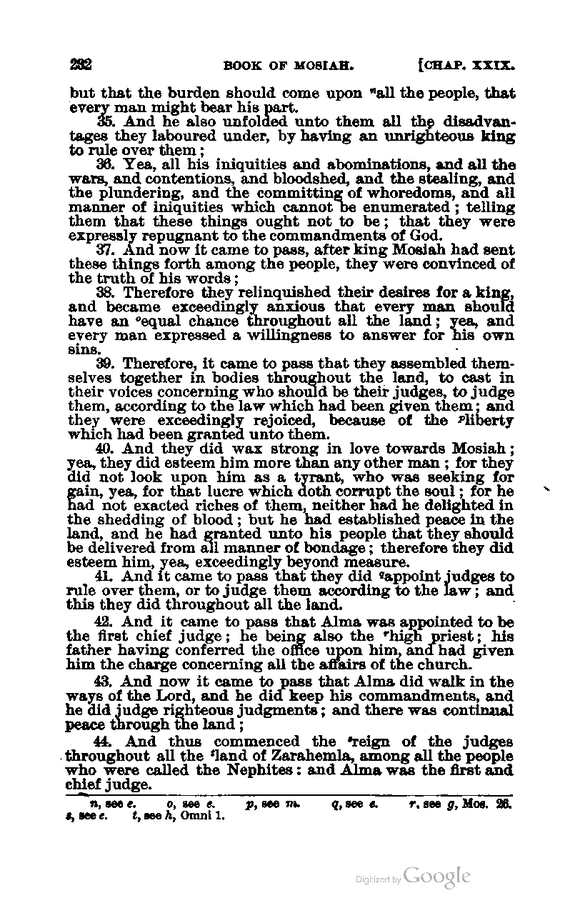 232 BOOK OF MOSIAH. [CHAP. XXIX.
but that the burden should come upon ⁿall the people, that
every man might bear his part.
35. And he also unfolded unto them all the disadvan-
tages they laboured under, by having an unrighteous king
to rule over them;
36. Yea, all his iniquities and abominations, and all the
wars, and contentions, and bloodshed, and the stealing, and
the plundering, and the committing of whoredoms, and all
manner of iniquities which cannot be enumerated; telling
them that these things ought not to be; that they were
expressly repugnant to the commandments of God.
37. And now it came to pass, after king Mosiah had sent
these things forth among the people, they were convinced of
the truth of his words;
38. Therefore they relinquished their desires for a king,
and became exceedingly anxious that every man should
have an ᵒequal chance throughout all the land; yea, and
every man expressed a willingness to answer for his own
sins.
39. Therefore, it came to pass that they assembled them-
selves together in bodies throughout the land, to cast in
their voices concerning who should be their judges, to judge
them, according to the law which had been given them; and
they were exceedingly rejoiced, because of the ᵖliberty
which had been granted unto them.
40. And they did wax strong in love towards Mosiah;
yea, they did esteem him more than any other man; for they
did not look upon him as a tyrant, who was seeking for
gain, yea, for that lucre which doth corrupt the soul; for he
had not exacted riches of them, neither had he delighted in
the shedding of blood; but he had established peace in the
land, and he had granted unto his people that they should
be delivered from all manner of bondage; therefore they did
esteem him, yea, exceedingly beyond measure.
41. And it came to pass that they did qappoint judges to
rule over them, or to judge them according to the law; and
this they did throughout all the land.
42. And it came to pass that Alma was appointed to be
the first chief judge; he being also the ʳhigh priest; his
father having conferred the office upon him, and had given
him the charge concerning all the affairs of the church.
43. And now it came to pass that Alma did walk in the
ways of the Lord, and he did keep his commandments, and
he did judge righteous judgments; and there was continual
peace through the land;
44. And thus commenced the ˢreign of the judges
throughout all the ᵗland of Zarahemla, among all the people
who were called the Nephites: and Alma was the first and
chief judge.
n, see e. o, see e. p, see m. q, see e. r, see g, Mos. 26.
s, see e. t, see h, Omni 1.
Digitized by Google